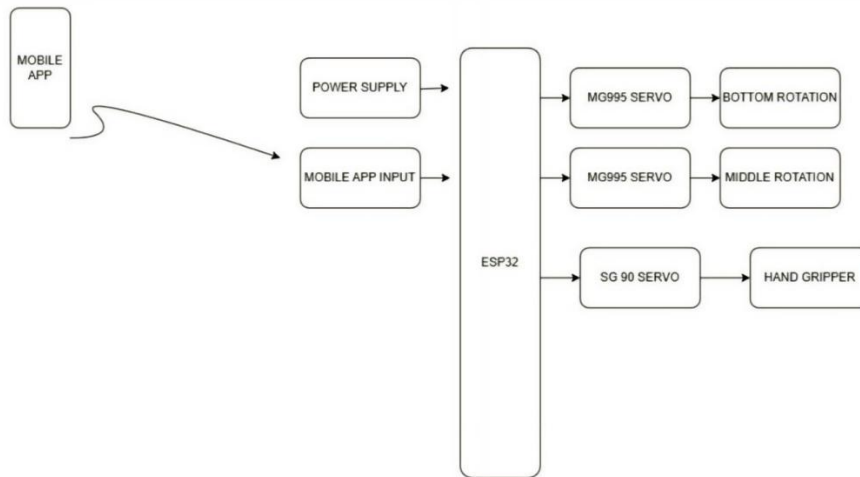 MOBILE
APP
POWER SUPPLY
MOBILE APP INPUT
ESP32
MG995 SERVO
BOTTOM ROTATION
MG995 SERVO
MIDDLE ROTATION
SG 90 SERVO
HAND GRIPPER